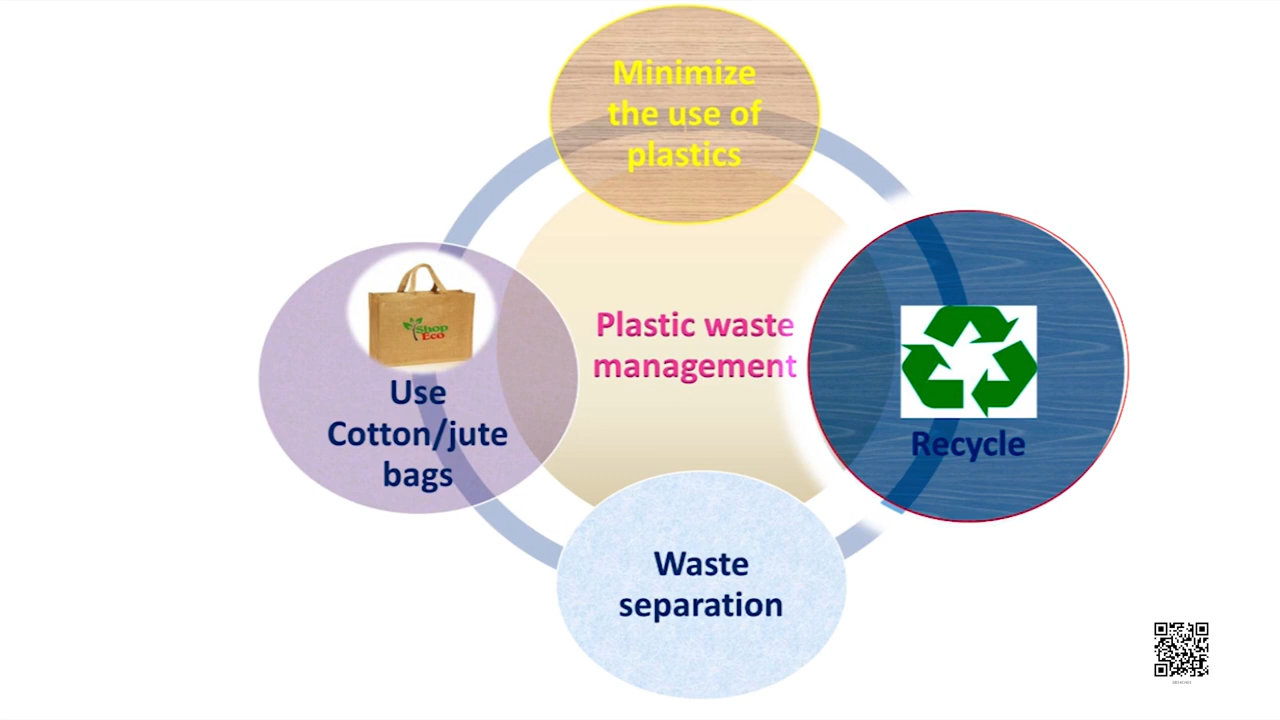 Minimize
the use of
plastics
Plastic waste
management
Shop
Eco
Use
Cotton/jute
bags
Recycle
Waste
separation